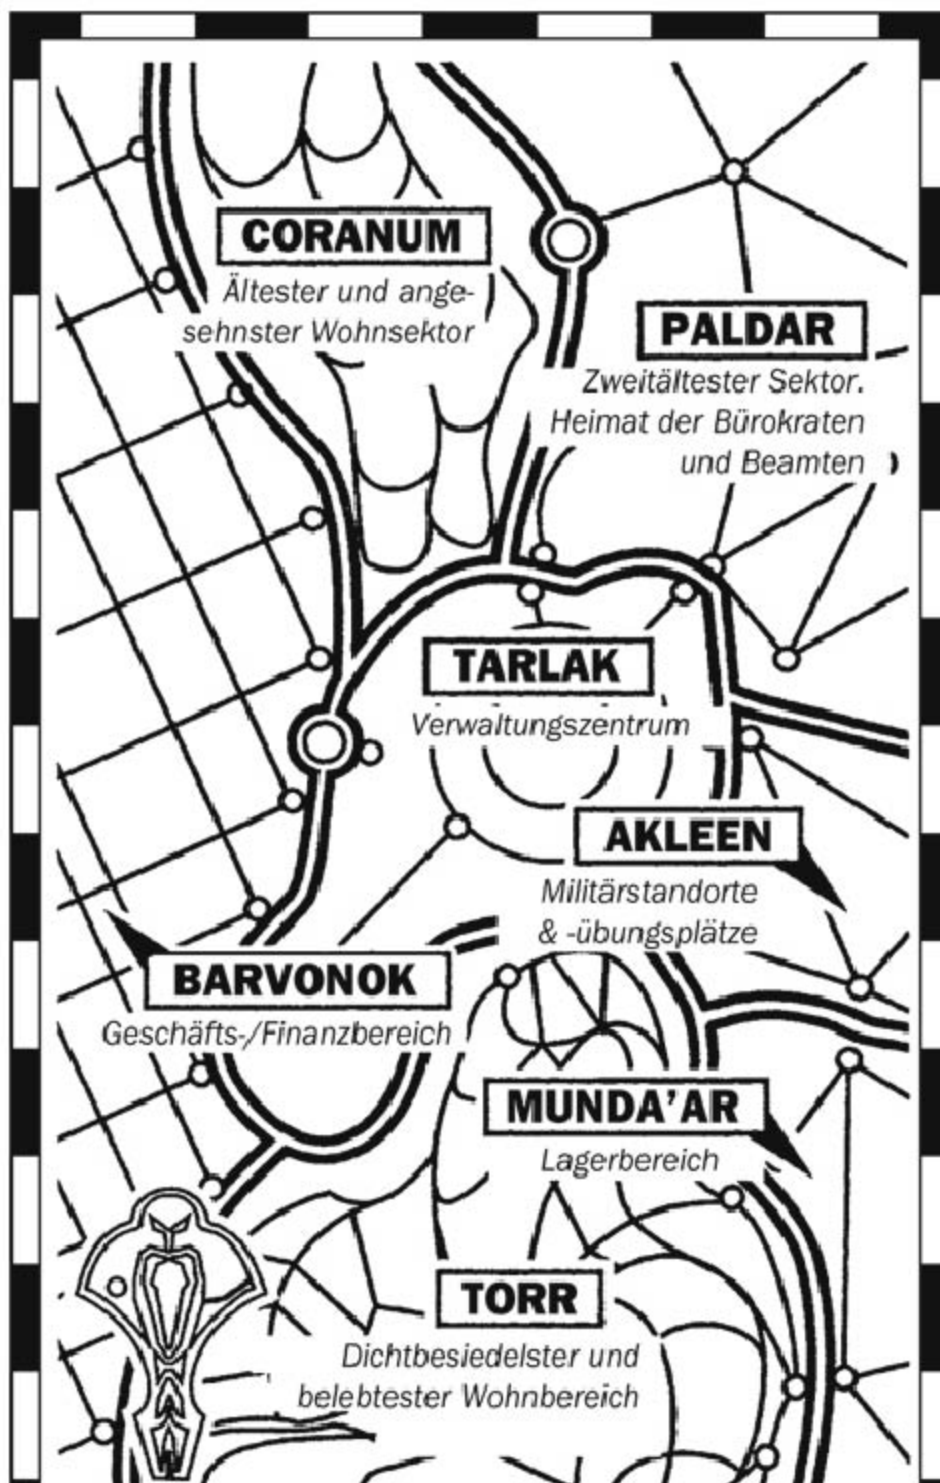 CORANUM
Ältester und ange-
sehnster Wohnsektor
PALDAR
Zweitältester Sektor.
Heimat der Bürokraten
und Beamten
TARLAK
Verwaltungszentrum
AKLEEN
Militärstandorte
& -übungsplätze
BARVONOK
Geschäfts-/Finanzbereich
MUNDA'AR
Lagerbereich
TORR
Dichtbesiedelster und
belebtester Wohnbereich